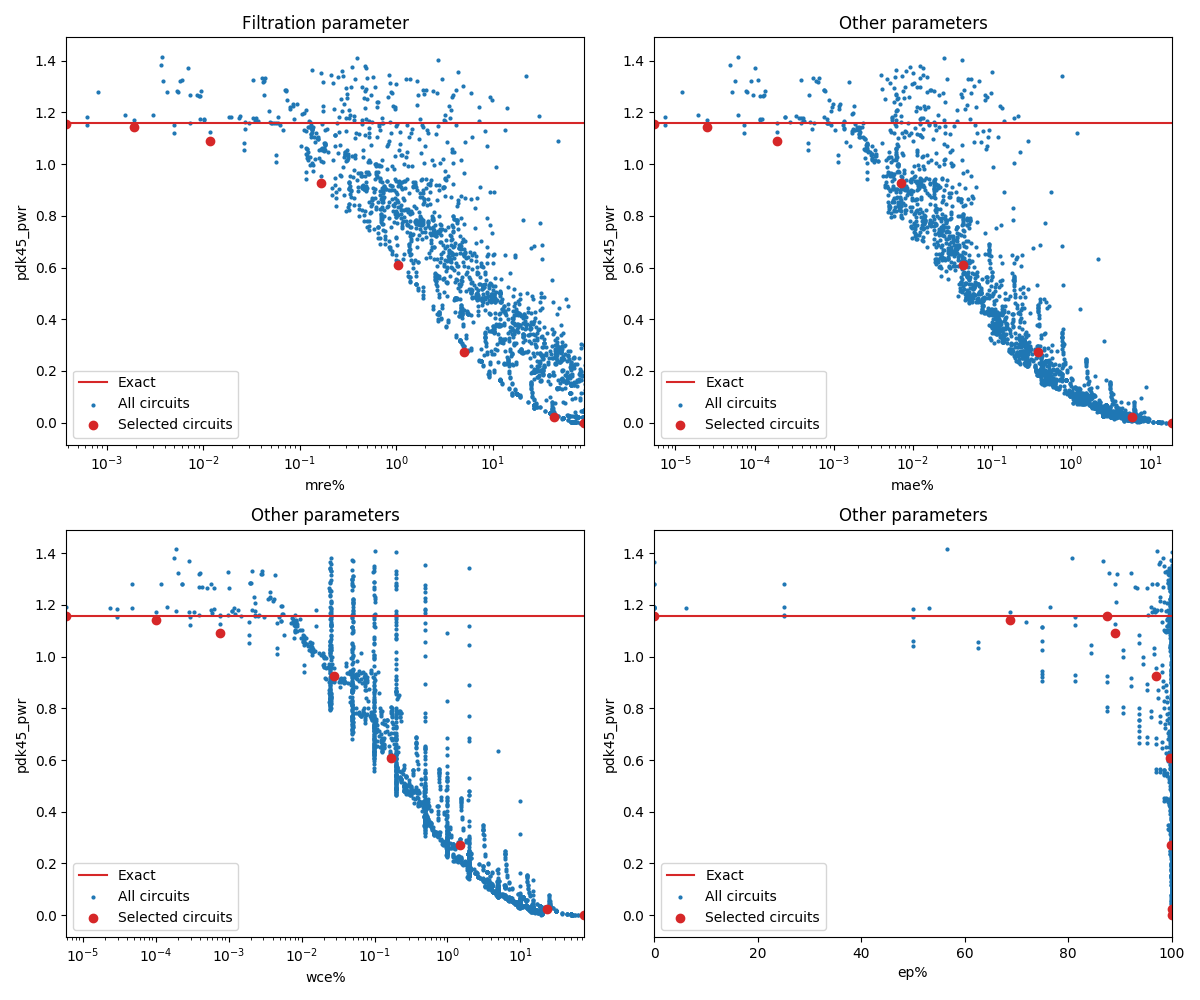 Filtration parameter
1.4
1.2
1.0
0.8
0.6
0.4
0.2
0.0
pdk45_pwr
Exact
All circuits
Selected circuits
10⁻³ 10⁻² 10⁻¹ 10⁰ 10¹
mre%
Other parameters
1.4
1.2
1.0
0.8
0.6
0.4
0.2
0.0
pdk45_pwr
Exact
All circuits
Selected circuits
10⁻⁵ 10⁻⁴ 10⁻³ 10⁻² 10⁻¹ 10⁰ 10¹
mae%
Other parameters
1.4
1.2
1.0
0.8
0.6
0.4
0.2
0.0
pdk45_pwr
Exact
All circuits
Selected circuits
10⁻⁵ 10⁻⁴ 10⁻³ 10⁻² 10⁻¹ 10⁰ 10¹
wce%
Other parameters
1.4
1.2
1.0
0.8
0.6
0.4
0.2
0.0
pdk45_pwr
Exact
All circuits
Selected circuits
0 20 40 60 80 100
ep%